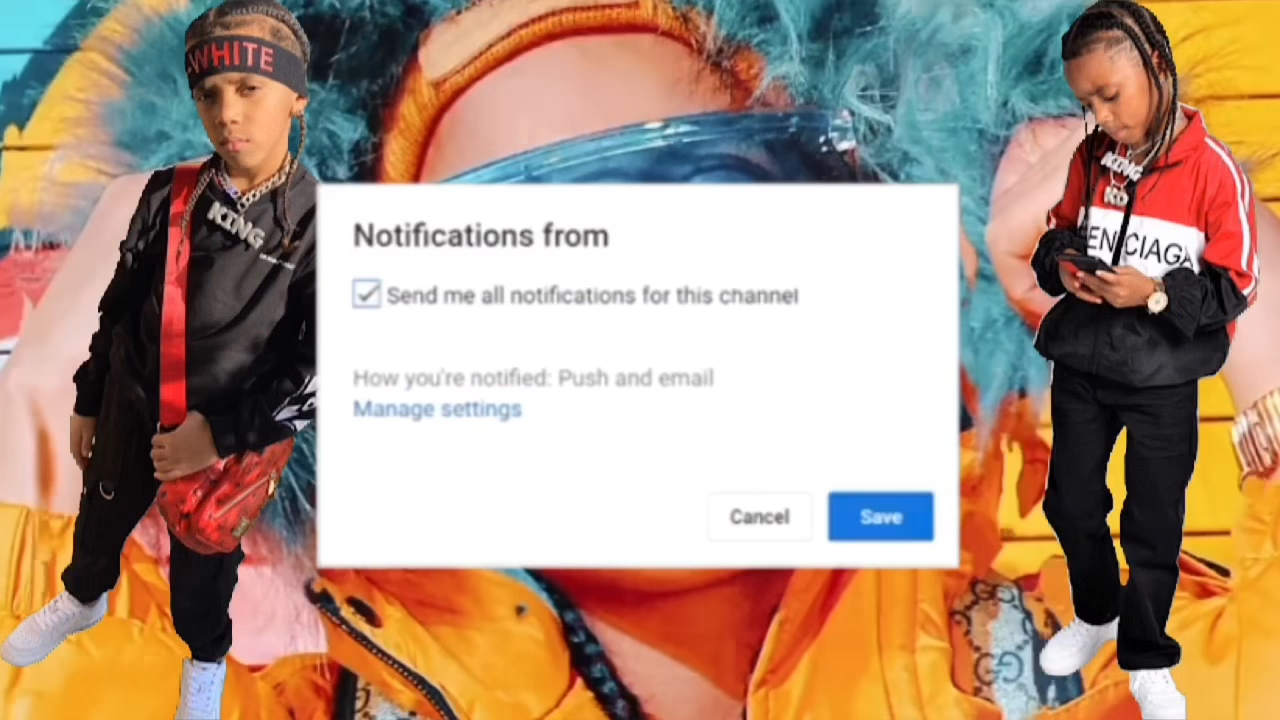 -WHITE
KING
Notifications from
Send me all notifications for this channel
How you're notified: Push and email
Manage settings
Cancel
Save
KING
KD
ENCIAGA